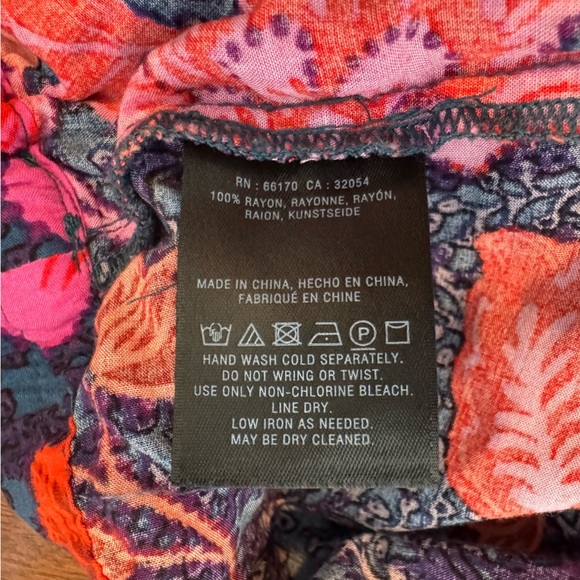 RN : 66170 CA : 32054
100% RAYON, RAYONNE, RAYÓN,
RAION, KUNSTSEIDE
MADE IN CHINA, HECHO EN CHINA,
FABRIQUÉ EN CHINE
P
HAND WASH COLD SEPARATELY.
DO NOT WRING OR TWIST.
USE ONLY NON-CHLORINE BLEACH.
LINE DRY.
LOW IRON AS NEEDED.
MAY BE DRY CLEANED.